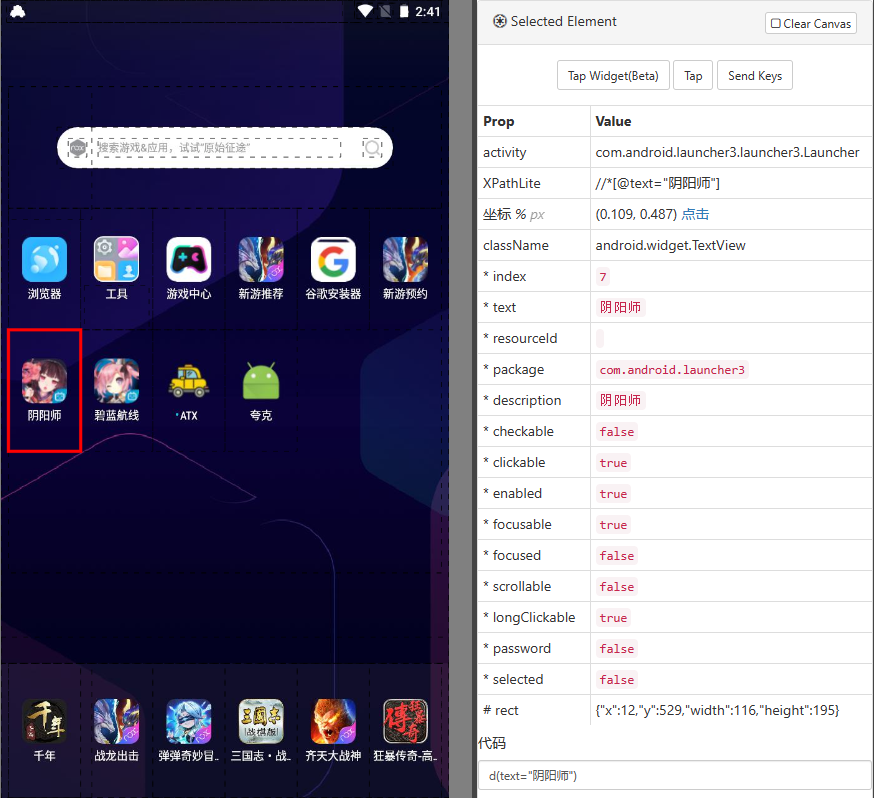 2:41
搜索游戏&应用，试试"原始征途"
浏览器
工具
游戏中心
新游推荐
谷歌安装器
新游预约
阴阳师
碧蓝航线
ATX
夸克
千年
战龙出击
弹弹奇妙冒..
三国志·战..
齐天大战神
狂暴传奇-高..
Selected Element
Clear Canvas
Tap Widget(Beta)
Tap
Send Keys
Prop Value
activity com.android.launcher3.launcher3.Launcher
XPathLite //*[@text="阴阳师"]
坐标 % px (0.109, 0.487) 点击
className android.widget.TextView
* index 7
* text 阴阳师
* resourceId
* package com.android.launcher3
* description 阴阳师
* checkable false
* clickable true
* enabled true
* focusable true
* focused false
* scrollable false
* longClickable true
* password false
* selected false
# rect {"x":12,"y":529,"width":116,"height":195}
代码
d(text="阴阳师")